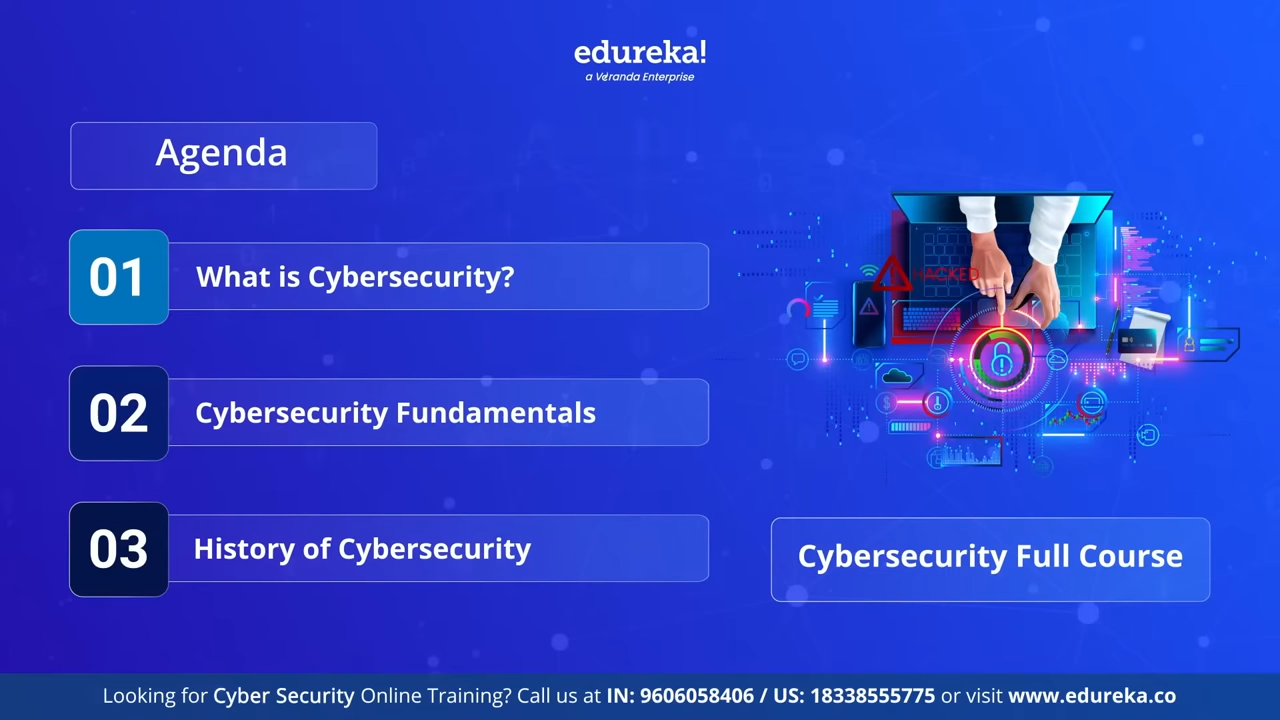 edureka!
a Veranda Enterprise
Agenda
01
What is Cybersecurity?
HACKED
02
Cybersecurity Fundamentals
03
History of Cybersecurity
Cybersecurity Full Course
Looking for Cyber Security Online Training? Call us at IN: 9606058406 / US: 18338555775 or visit www.edureka.co